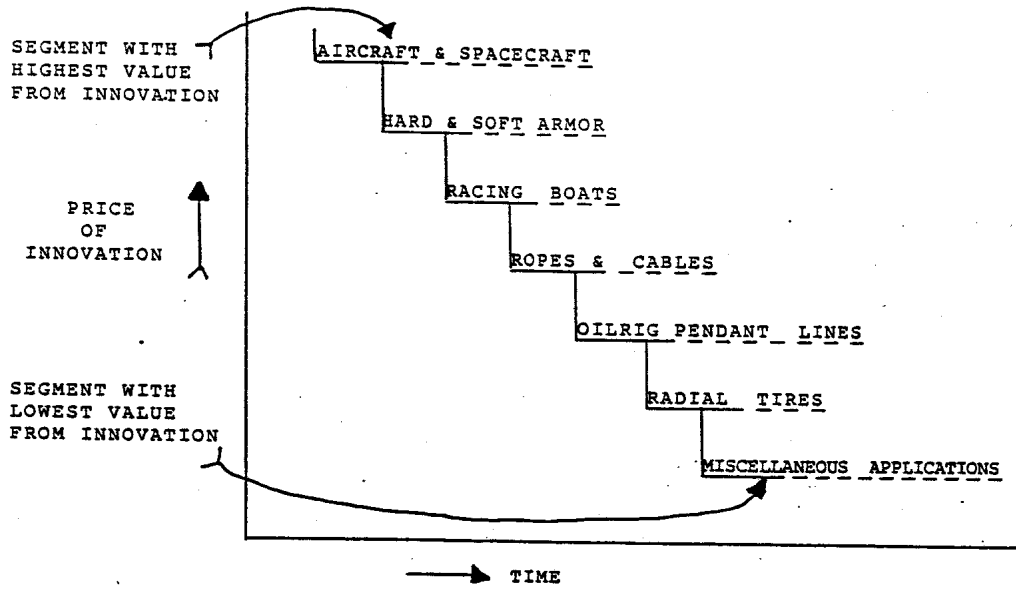 SEGMENT WITH
HIGHEST VALUE
FROM INNOVATION
AIRCRAFT & SPACECRAFT
HARD & SOFT ARMOR
RACING BOATS
PRICE
OF
INNOVATION
ROPES & CABLES
OILRIG PENDANT LINES
SEGMENT WITH
LOWEST VALUE
FROM INNOVATION
RADIAL TIRES
MISCELLANEOUS APPLICATIONS
TIME